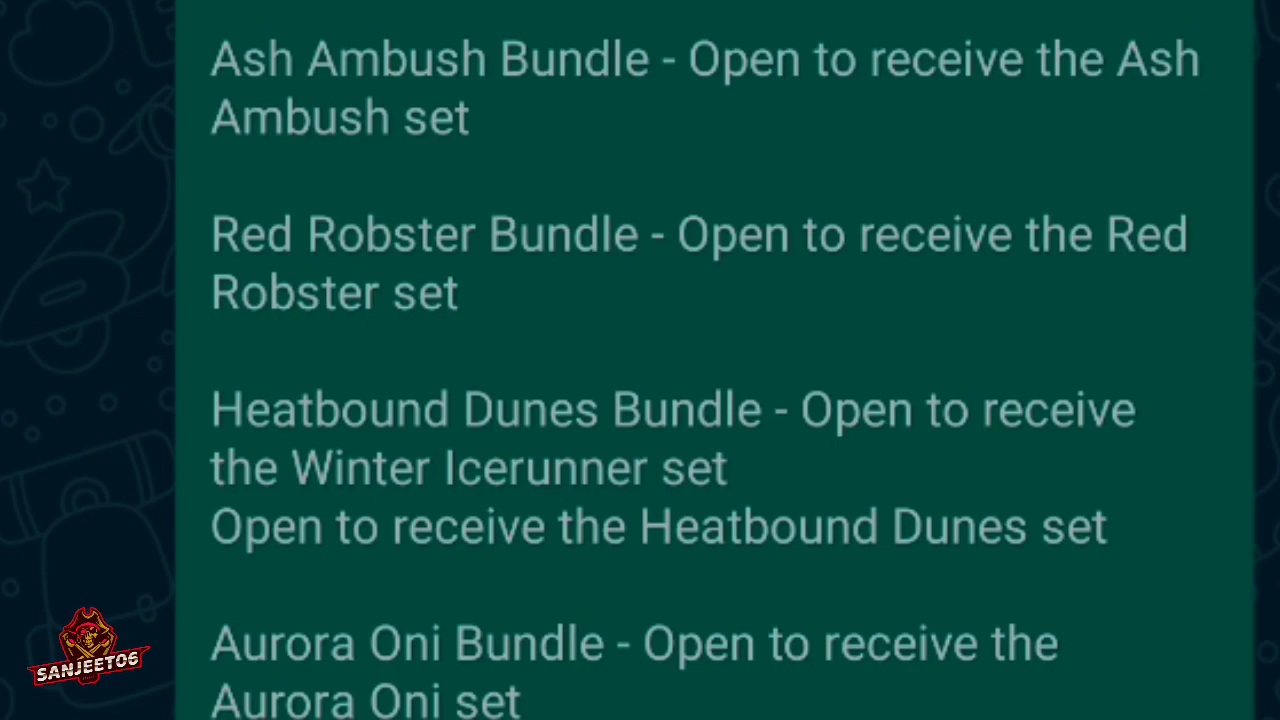 Ash Ambush Bundle - Open to receive the Ash
Ambush set
Red Robster Bundle - Open to receive the Red
Robster set
Heatbound Dunes Bundle - Open to receive
the Winter Icerunner set
Open to receive the Heatbound Dunes set
Aurora Oni Bundle - Open to receive the
Aurora Oni set
SANJEET06